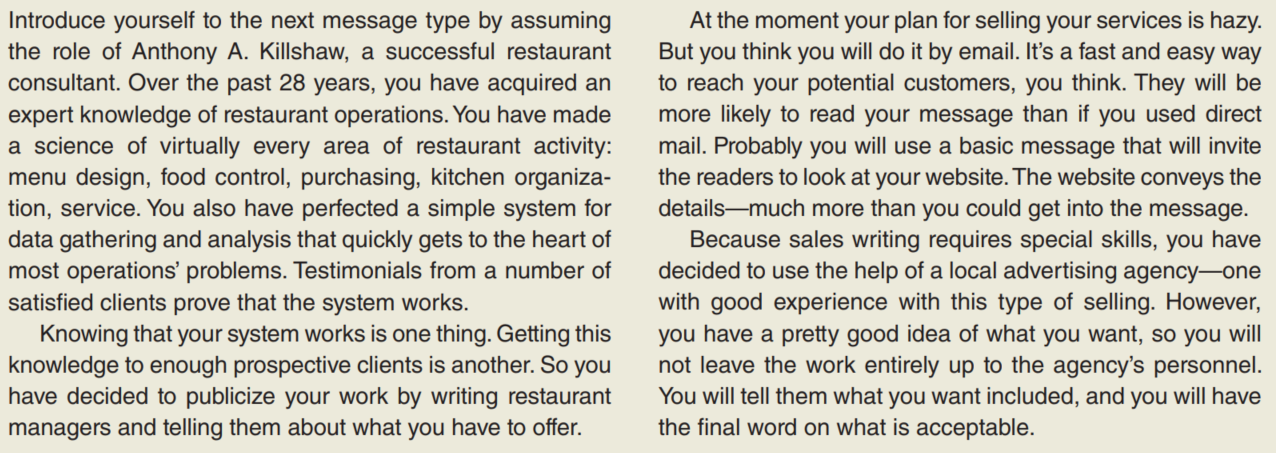 Introduce yourself to the next message type by assuming
the role of Anthony A. Killshaw, a successful restaurant
consultant. Over the past 28 years, you have acquired an
expert knowledge of restaurant operations. You have made
a science of virtually every area of restaurant activity:
menu design, food control, purchasing, kitchen organiza-
tion, service. You also have perfected a simple system for
data gathering and analysis that quickly gets to the heart of
most operations' problems. Testimonials from a number of
satisfied clients prove that the system works.
Knowing that your system works is one thing. Getting this
knowledge to enough prospective clients is another. So you
have decided to publicize your work by writing restaurant
managers and telling them about what you have to offer.
At the moment your plan for selling your services is hazy.
But you think you will do it by email. It's a fast and easy way
to reach your potential customers, you think. They will be
more likely to read your message than if you used direct
mail. Probably you will use a basic message that will invite
the readers to look at your website. The website conveys the
details—much more than you could get into the message.
Because sales writing requires special skills, you have
decided to use the help of a local advertising agency—one
with good experience with this type of selling. However,
you have a pretty good idea of what you want, so you will
not leave the work entirely up to the agency's personnel.
You will tell them what you want included, and you will have
the final word on what is acceptable.